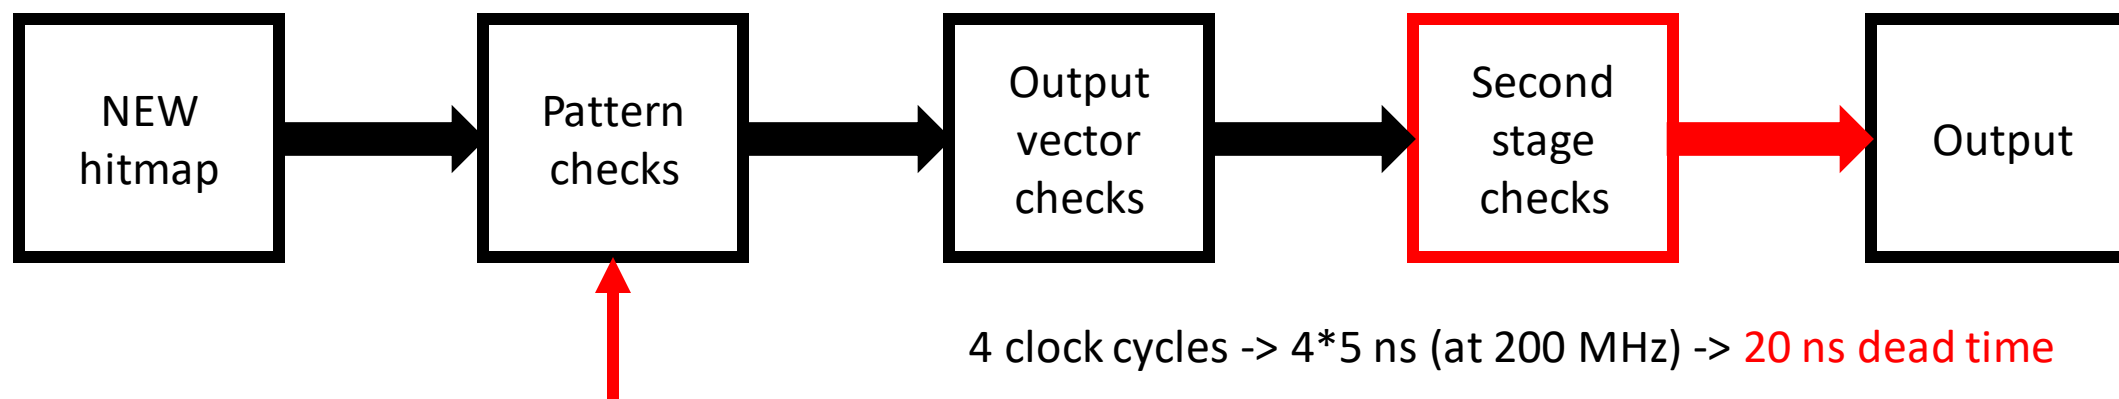 NEW
hitmap
Pattern
checks
Output
vector
checks
Second
stage
checks
Output
4 clock cycles -> 4*5 ns (at 200 MHz) -> 20 ns dead time